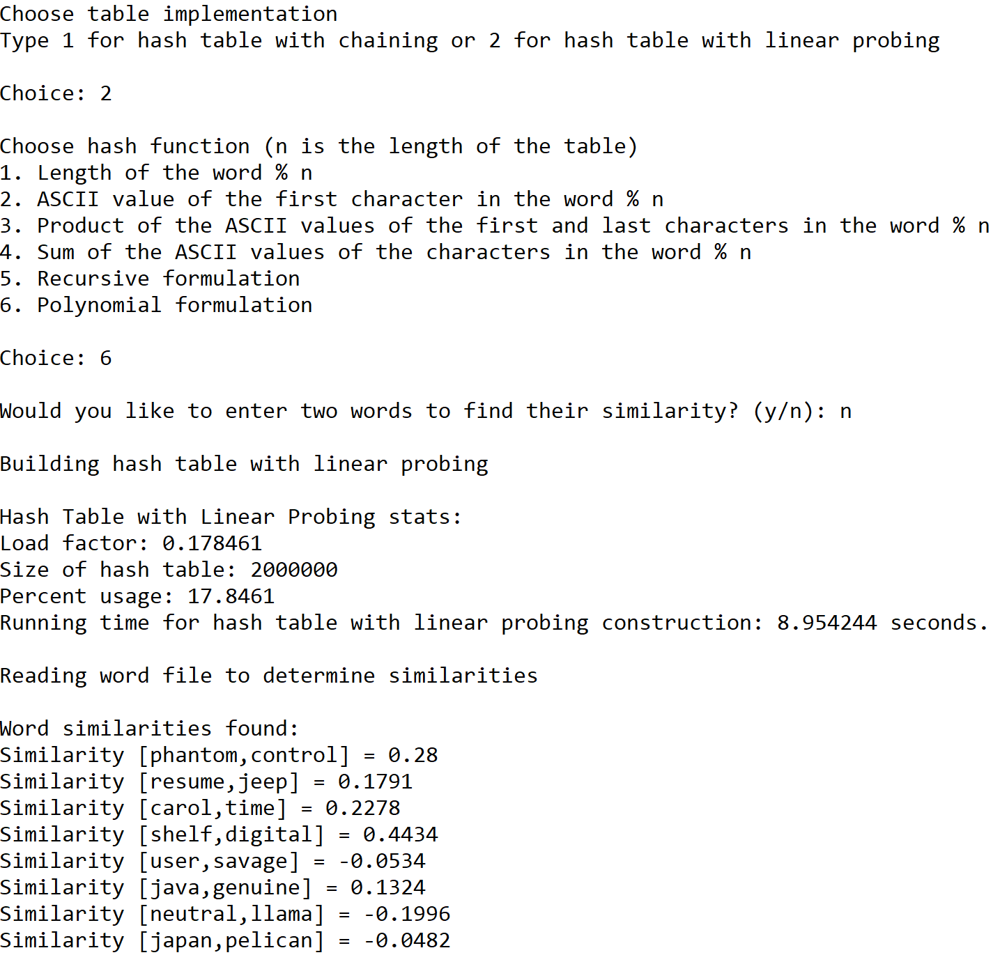 Choose table implementation
Type 1 for hash table with chaining or 2 for hash table with linear probing
Choice: 2
Choose hash function (n is the length of the table)
1. Length of the word % n
2. ASCII value of the first character in the word % n
3. Product of the ASCII values of the first and last characters in the word % n
4. Sum of the ASCII values of the characters in the word % n
5. Recursive formulation
6. Polynomial formulation
Choice: 6
Would you like to enter two words to find their similarity? (y/n): n
Building hash table with linear probing
Hash Table with Linear Probing stats:
Load factor: 0.178461
Size of hash table: 2000000
Percent usage: 17.8461
Running time for hash table with linear probing construction: 8.954244 seconds.
Reading word file to determine similarities
Word similarities found:
Similarity [phantom,control] = 0.28
Similarity [resume,jeep] = 0.1791
Similarity [carol,time] = 0.2278
Similarity [shelf,digital] = 0.4434
Similarity [user,savage] = -0.0534
Similarity [java,genuine] = 0.1324
Similarity [neutral,llama] = -0.1996
Similarity [japan,pelican] = -0.0482